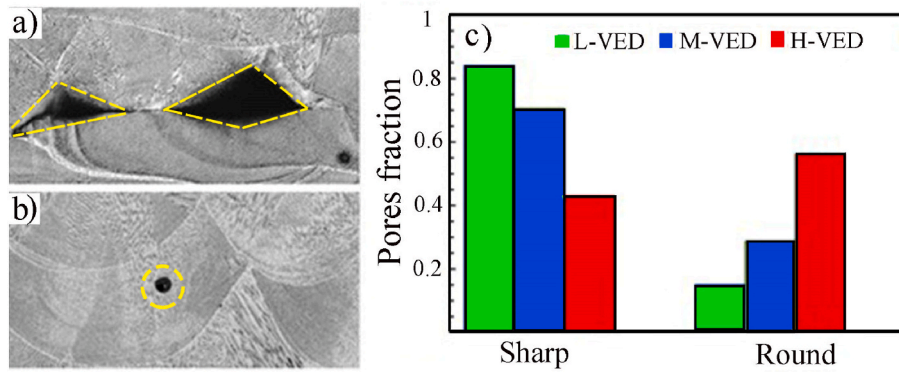 a)
b)
c)
L-VED M-VED H-VED
Pores fraction
1
0.8
0.6
0.4
0.2
Sharp Round